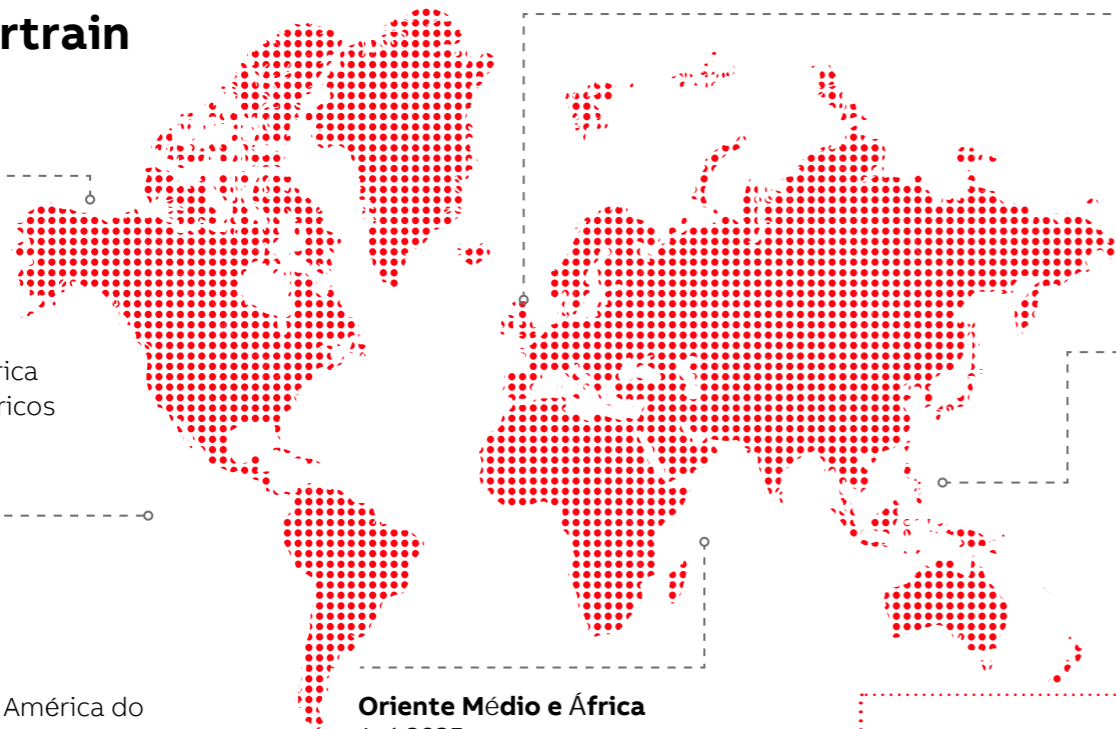 rtrain
rica
ricos
América do
Oriente Médio e África